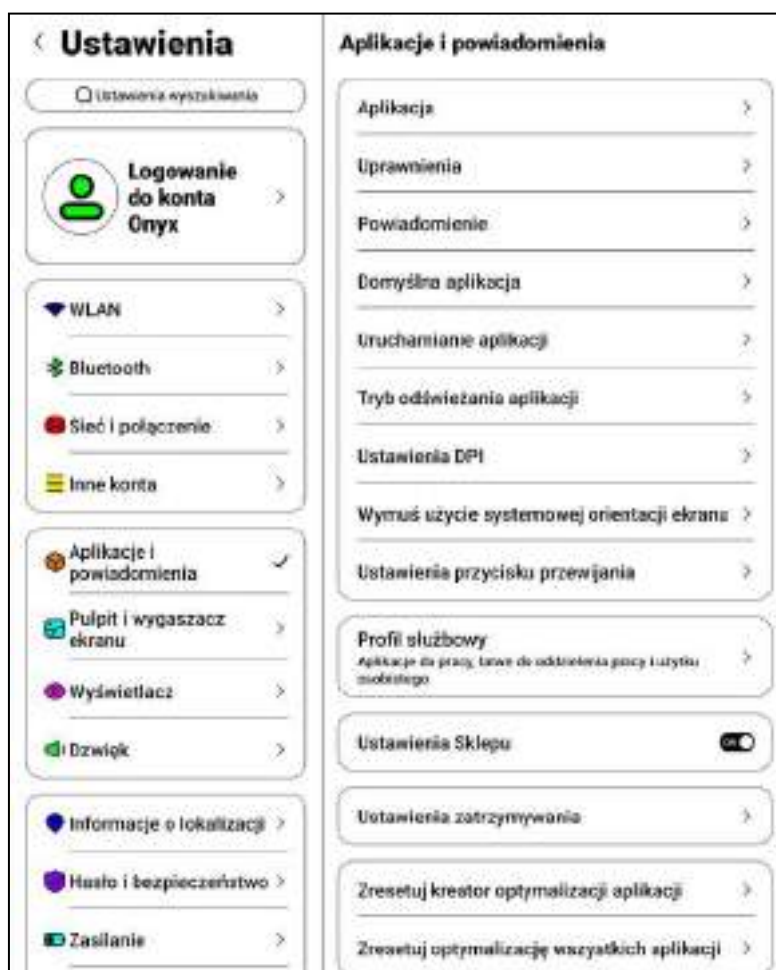 Ustawienia
Ustawienia wyszukiwania
Logowanie
do konta
Onyx
WLAN
Bluetooth
Sieć i połączenie
Inne konta
Aplikacje i
powiadomienia
Pulpit i wygaszacz
ekranu
Wyświetlacz
Dzwięk
Informacje o lokalizacji
Hasło i bezpieczeństwo
Zasilanie
Aplikacje i powiadomienia
Aplikacja
Uprawnienia
Powiadomienie
Domyślna aplikacja
Uruchamianie aplikacji
Tryb odświeżania aplikacji
Ustawienia DPI
Wymuś użycie systemowej orientacji ekranu
Ustawienia przycisku przewijania
Profil służbowy
Aplikacje do pracy, łatwe do oddzielenia pracy i użytku
osobistego
Ustawienia Sklepu
ON
Ustawienia zatrzymywania
Zresetuj kreator optymalizacji aplikacji
Zresetuj optymalizację wszystkich aplikacji